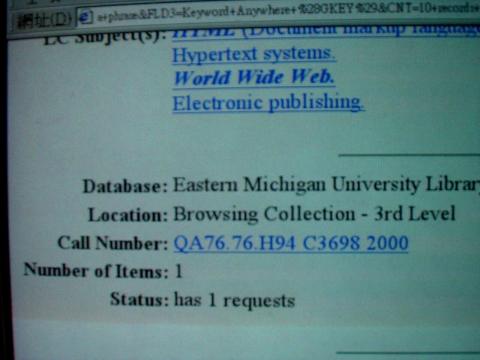 網址(D) a+phrase&FLD3=Keyword+Anywhere+%28GKEY%29&CNT=10+records+
LC Subject(s): HTML (Document markup language
Hypertext systems.
World Wide Web.
Electronic publishing.
Database: Eastern Michigan University Library
Location: Browsing Collection - 3rd Level
Call Number: QA76.76.H94 C3698 2000
Number of Items: 1
Status: has 1 requests